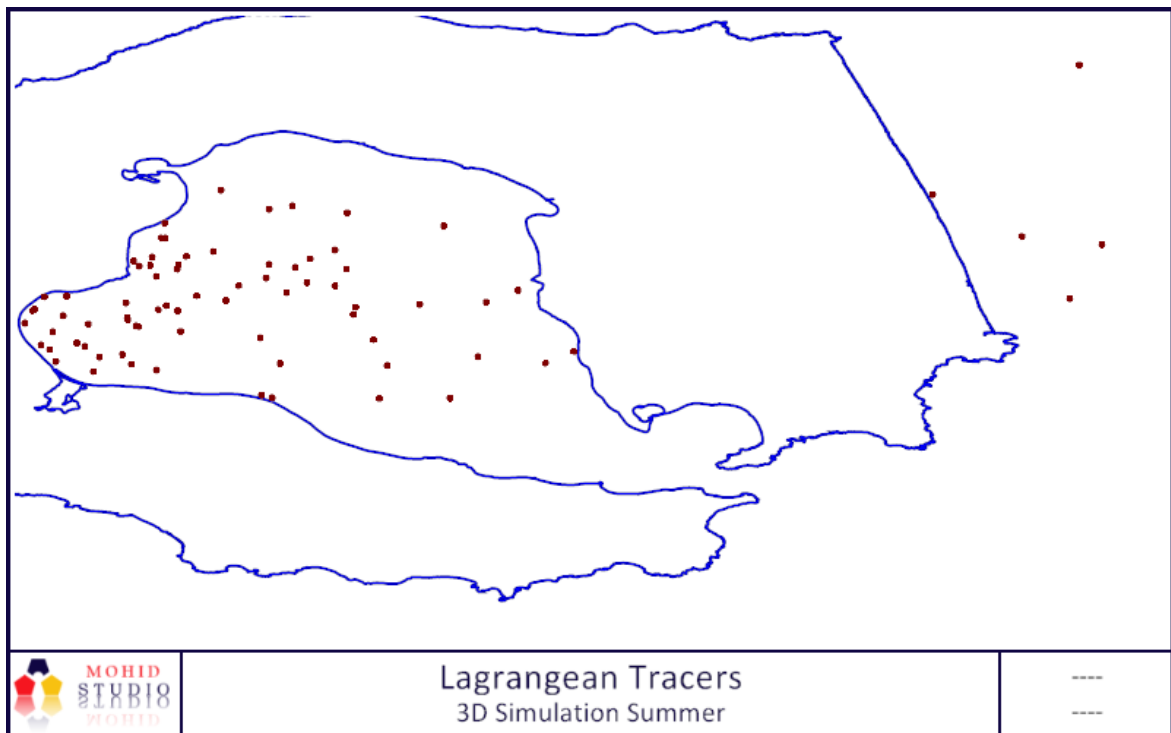 MOHID
STUDIO
Lagrangean Tracers
3D Simulation Summer
----
----